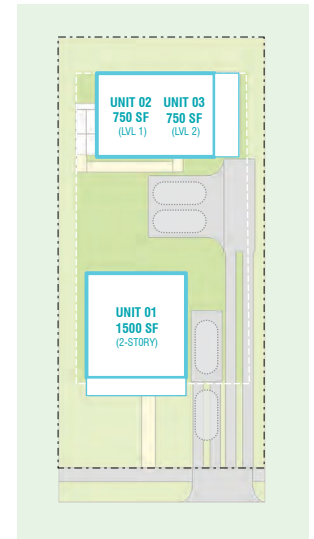 UNIT 02
750 SF
(LVL 1)
UNIT 03
750 SF
(LVL 2)
UNIT 01
1500 SF
(2-STORY)